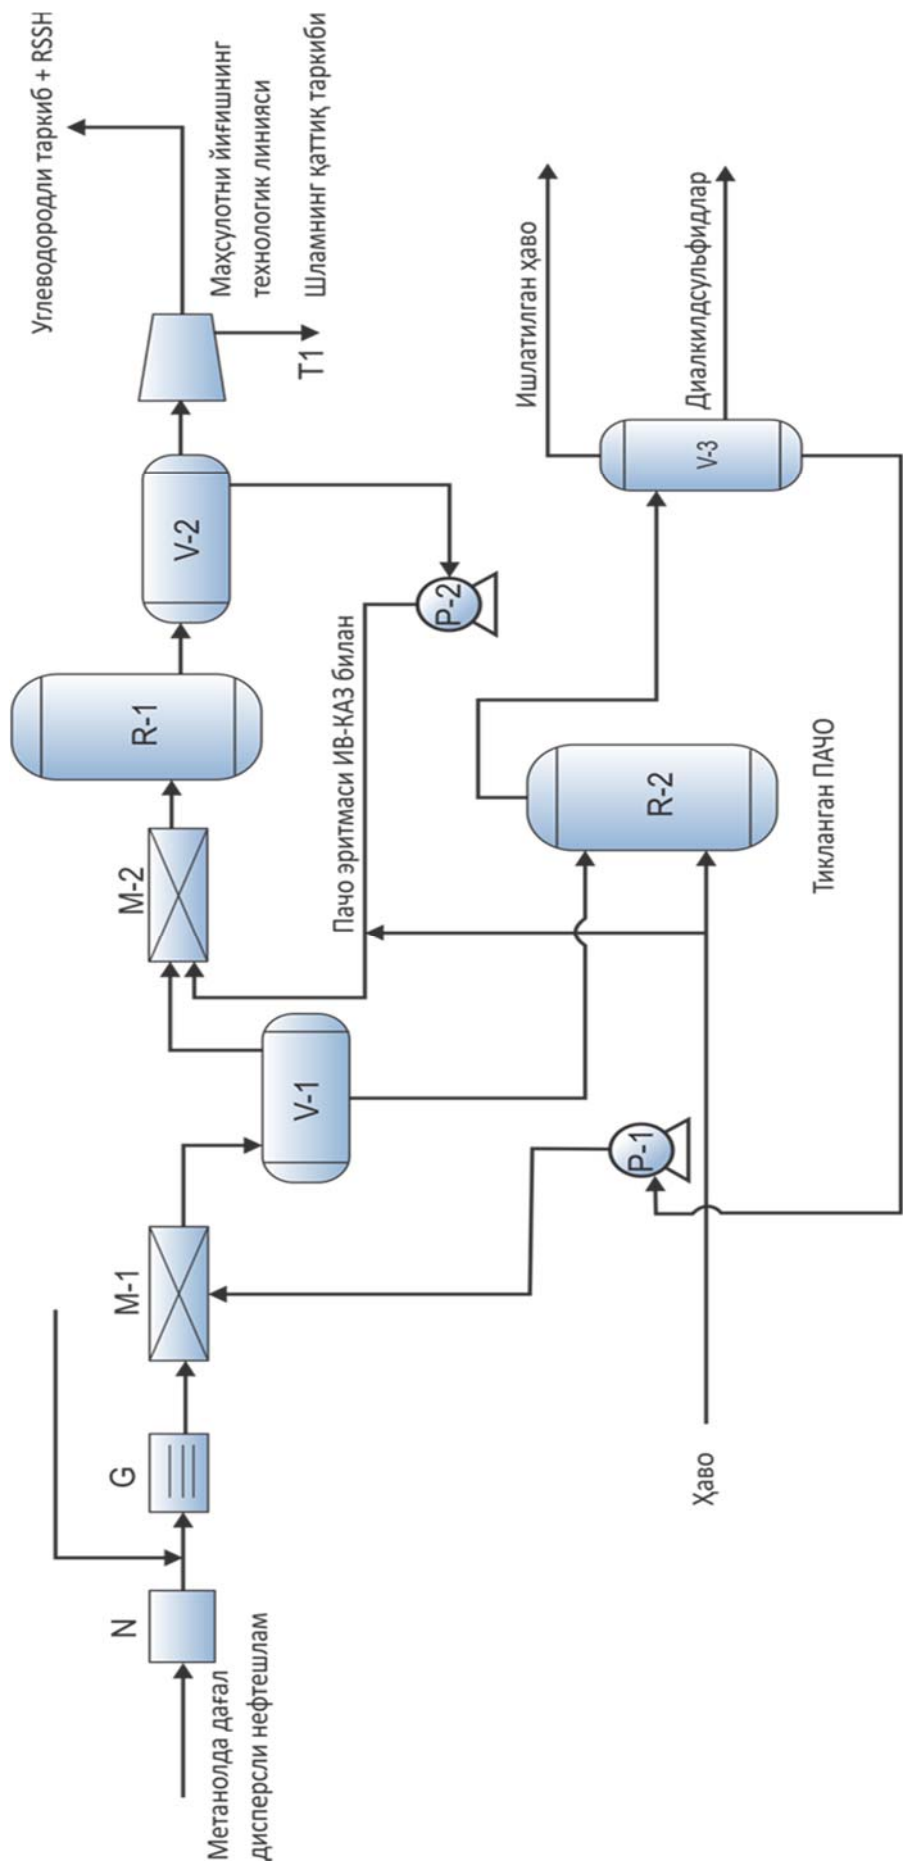 Углеводородли таркиб + RSSH
Маҳсулотни йиғишнинг
технологик линияси
Шламнинг қаттиқ таркиби
T1
V-2
R-1
M-2
P-2
Пачо эритмаси ИВ-КАЗ билан
V-1
M-1
G
N
Метанолда дағал
дисперсли нефтешлам
Ишлатилган ҳаво
Диалкилдсульфидлар
V-3
R-2
Тикланган ПАЧО
P-1
Ҳаво